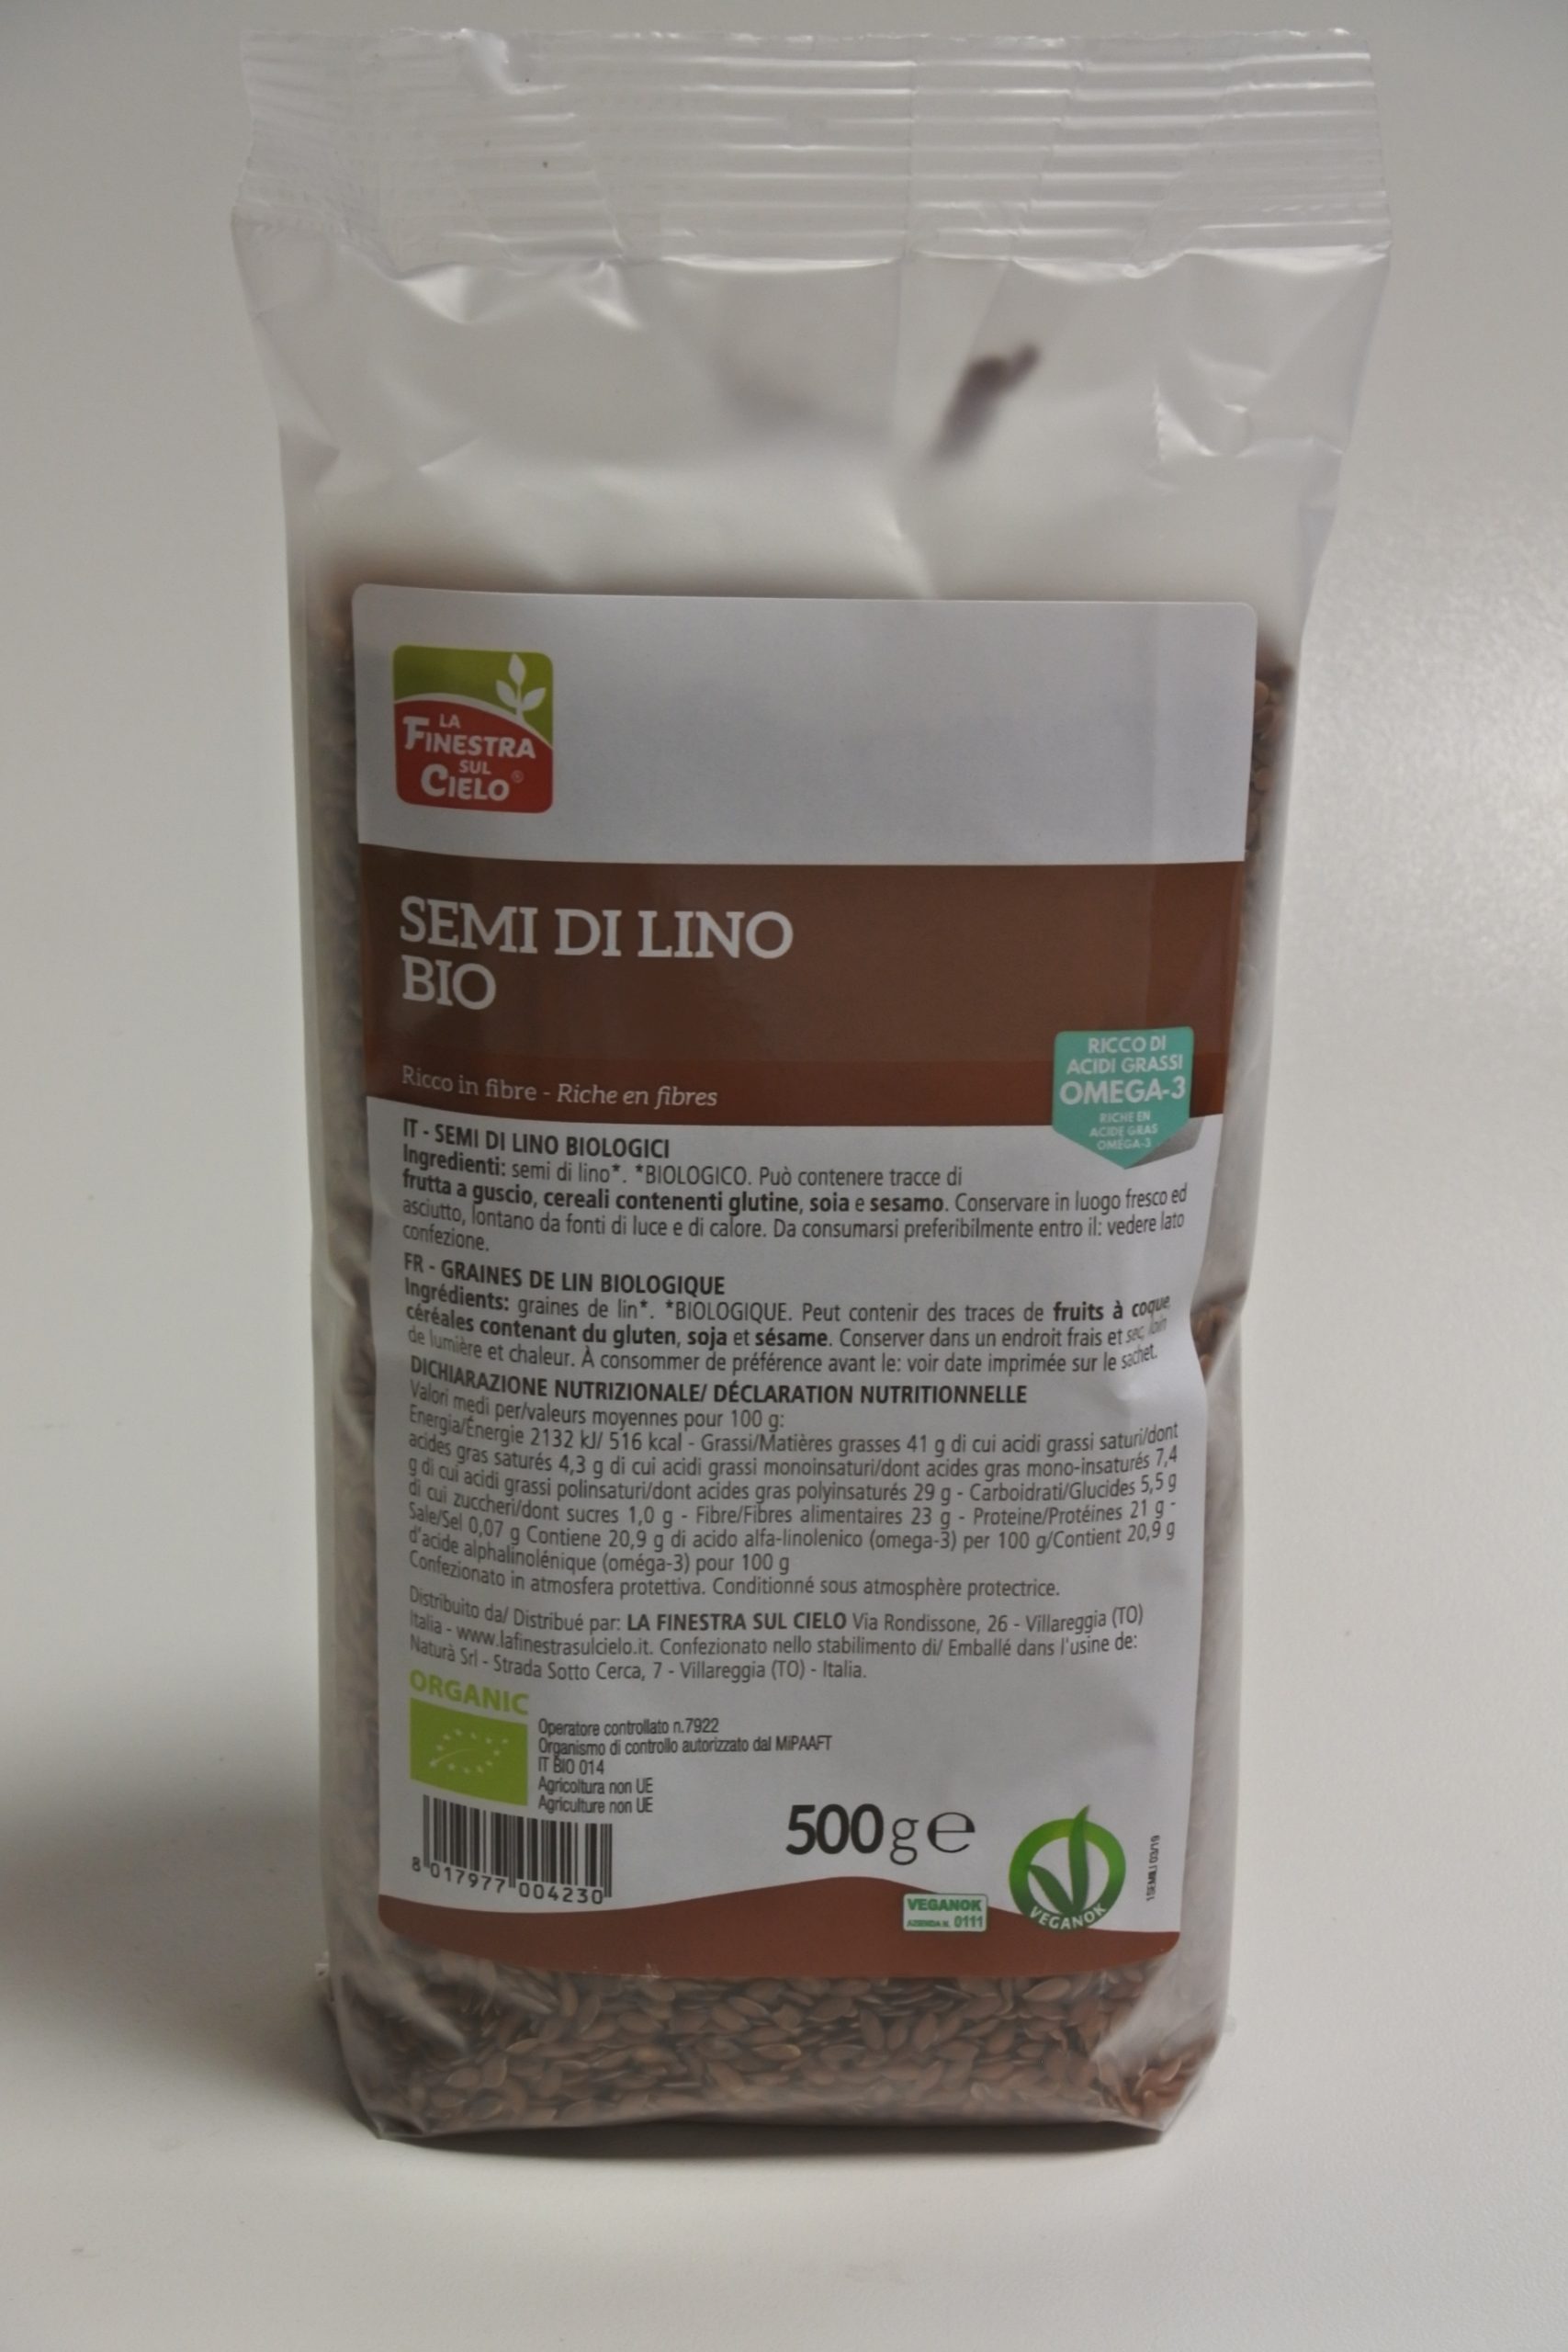 LA
FINESTRA
SUL
CIELO®
SEMI DI LINO
BIO
Ricco in fibre - Riche en fibres
RICCO DI
ACIDI GRASSI
OMEGA-3
RICHE EN
ACIDE GRAS
OMÉGA-3
IT - SEMI DI LINO BIOLOGICI
Ingredienti: semi di lino*. *BIOLOGICO. Può contenere tracce di
frutta a guscio, cereali contenenti glutine, soia e sesamo. Conservare in luogo fresco ed
asciutto, lontano da fonti di luce e di calore. Da consumarsi preferibilmente entro il: vedere lato
confezione.
FR - GRAINES DE LIN BIOLOGIQUE
Ingrédients: graines de lin*. *BIOLOGIQUE. Peut contenir des traces de fruits à coque
céréales contenant du gluten, soja et sésame. Conserver dans un endroit frais et sec, loin
de lumière et chaleur. À consommer de préférence avant le: voir date imprimée sur le sachet.
DICHIARAZIONE NUTRIZIONALE/ DÉCLARATION NUTRITIONNELLE
Valori medi per/valeurs moyennes pour 100 g:
Energia/Énergie 2132 kJ/ 516 kcal - Grassi/Matières grasses 41 g di cui acidi grassi saturi/dont
acides gras saturés 4,3 g di cui acidi grassi monoinsaturi/dont acides gras mono-insaturés 7,4
g di cui acidi grassi polinsaturi/dont acides gras polyinsaturés 29 g - Carboidrati/Glucides 5,5 g
di cui zuccheri/dont sucres 1,0 g - Fibre/Fibres alimentaires 23 g - Proteine/Protéines 21 g -
Sale/Sel 0,07 g Contiene 20,9 g di acido alfa-linolenico (omega-3) per 100 g/Contient 20,9 g
d'acide alphalinolénique (oméga-3) pour 100 g
Confezionato in atmosfera protettiva. Conditionné sous atmosphère protectrice.
Distribuito da/ Distribué par: LA FINESTRA SUL CIELO Via Rondissone, 26 - Villareggia (TO)
Italia - www.lafinestrasulcielo.it. Confezionato nello stabilimento di/ Emballé dans l'usine de:
Naturà Srl - Strada Sotto Cerca, 7 - Villareggia (TO) - Italia.
ORGANIC
Operatore controllato n.7922
Organismo di controllo autorizzato dal MiPAAFT
IT BIO 014
Agricoltura non UE
Agriculture non UE
8 017977 004230
500g e
VEGANOK
AZIENDA N. 0111
VEGANOK
03/19